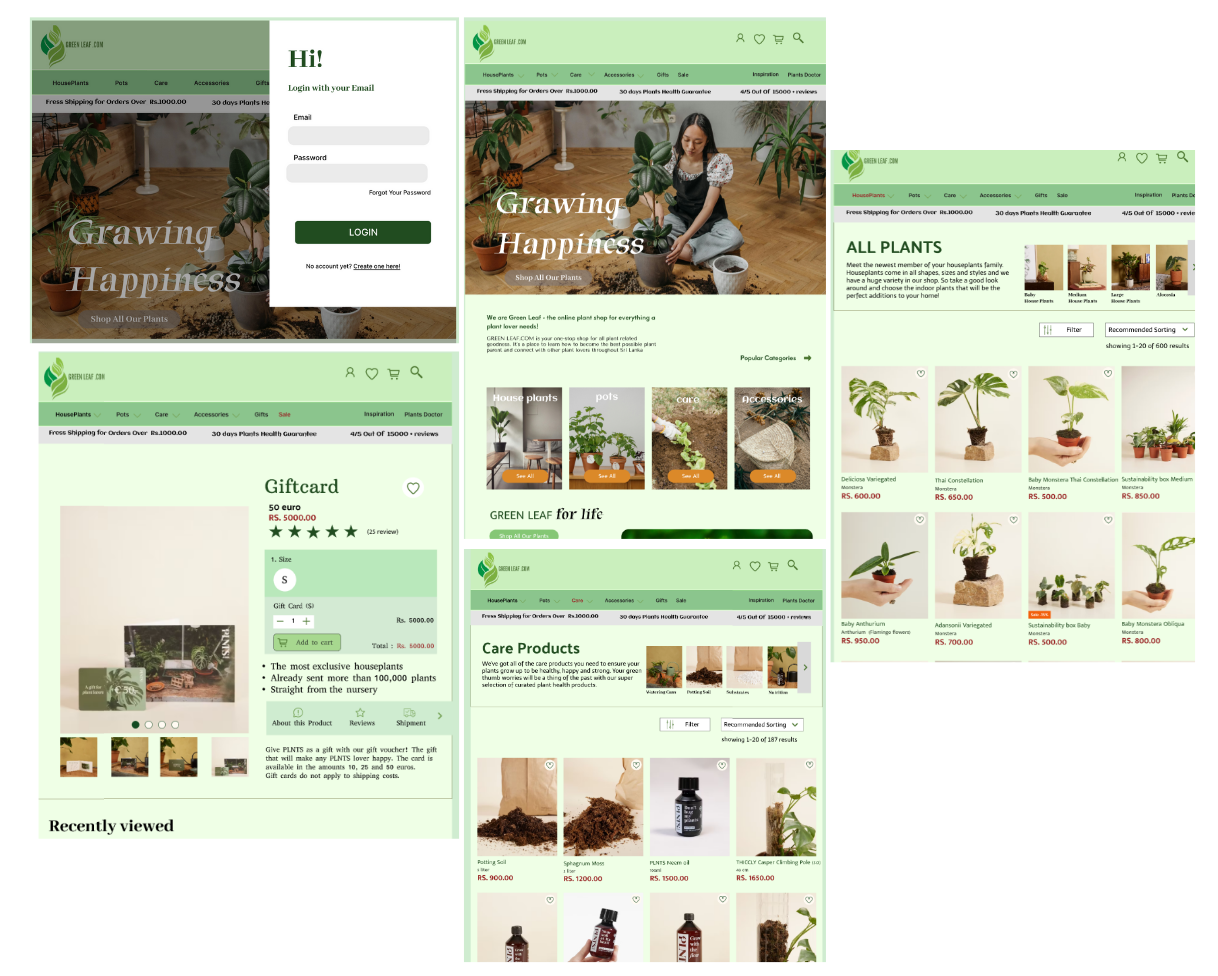 GREEN LEAF .COM
HousePlants Pots Care Accessories Gifts
Fress Shipping for Orders Over Rs.1000.00 30 days Plants He
Grawing
Happiness
Shop All Our Plants
Hi!
Login with your Email
Email
Password
Forgot Your Password
LOGIN
No account yet? Create one here!
GREEN LEAF .COM
HousePlants Pots Care Accessories Gifts Sale Inspiration Plants Doctor
Fress Shipping for Orders Over Rs.1000.00 30 days Plants Health Guarantee 4/5 Out Of 15000 + reviews
Grawing
Happiness
Shop All Our Plants
We are Green Leaf - the online plant shop for everything a
plant lover needs!
GREEN LEAF.COM is your one-stop shop for all plant related
goodness. It's a place to learn how to become the best possible plant
parent and connect with other plant lovers throughout Sri Lanka
Popular Categories
House plants pots care Accessories
See All See All See All See All
GREEN LEAF for life
Shop All Our Plants
GREEN LEAF .COM
HousePlants Pots Care Accessories Gifts Sale Inspiration Plants Do
Fress Shipping for Orders Over Rs.1000.00 30 days Plants Health Guarantee 4/5 Out Of 15000 + revie
ALL PLANTS
Meet the newest member of your houseplants family.
Houseplants come in all shapes, sizes and styles and we
have a huge variety in our shop. So take a good look
around and choose the indoor plants that will be the
perfect additions to your home!
Baby
House Plants
Medium
House Plants
Large
House Plants
Alocasia
Filter Recommended Sorting
showing 1-20 of 600 results
Deliciosa Variegated
Monstera
RS. 600.00
Thai Constellation
Monstera
RS. 650.00
Baby Monstera Thai Constellation
Monstera
RS. 500.00
Sustainability box Medium
Monstera
RS. 850.00
Sale 30%
Baby Anthurium
Anthurium (Flamingo flowers)
RS. 950.00
Adansonii Variegated
Monstera
RS. 700.00
Sustainability box Baby
Monstera
RS. 500.00
Baby Monstera Obliqua
Monstera
RS. 800.00
GREEN LEAF .COM
HousePlants Pots Care Accessories Gifts Sale Inspiration Plants Doctor
Fress Shipping for Orders Over Rs.1000.00 30 days Plants Health Guarantee 4/5 Out Of 15000 + reviews
Giftcard
50 euro
RS. 5000.00
(25 review)
1. Size
S
Gift Card (S)
1
Rs. 5000.00
Add to cart
Total : Rs. 5000.00
• The most exclusive houseplants
• Already sent more than 100,000 plants
• Straight from the nursery
About this Product Reviews Shipment
Give PLNTS as a gift with our gift voucher! The gift
that will make any PLNTS lover happy. The card is
available in the amounts 10, 25 and 50 euros.
Gift cards do not apply to shipping costs.
PLNTS
A gift for
plant lovers
€ 50,-
Recently viewed
GREEN LEAF .COM
HousePlants Pots Care Accessories Gifts Sale Inspiration Plants Doctor
Fress Shipping for Orders Over Rs.1000.00 30 days Plants Health Guarantee 4/5 Out Of 15000 + reviews
Care Products
We've got all of the care products you need to ensure your
plants grow up to be healthy, happy and strong. Your green
thumb worries will be a thing of the past with our super
selection of curated plant health products.
Watering Cans Potting Soil Substrates Nutrition
Filter Recommended Sorting
showing 1-20 of 187 results
PLNTS
Don't
bug my
plants
Potting Soil
RS. 900.00
Sphagnum Moss
RS. 1200.00
PLNTS Neem oil
RS. 1500.00
THICCLY Casper Climbing Pole
RS. 1650.00
PLNTS
Grow
with the